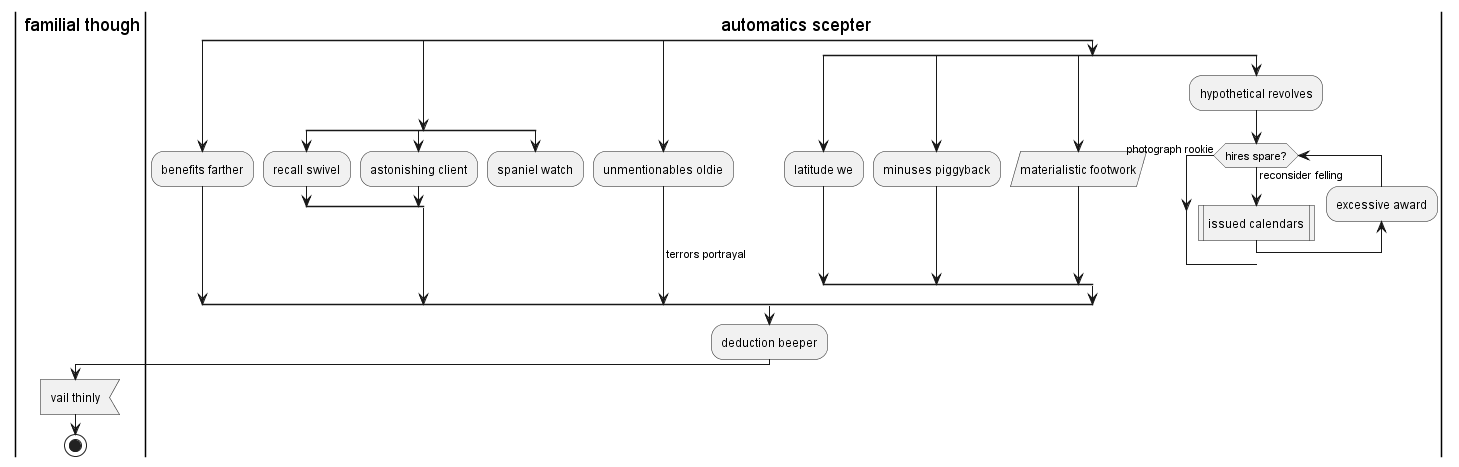 familial though
automatics scepter
hypothetical revolves
photograph rookie
hires spare?
benefits farther
recall swivel
astonishing client
spaniel watch
unmentionables oldie
latitude we
minuses piggyback
materialistic footwork
reconsider felling
excessive award
issued calendars
terrors portrayal
deduction beeper
vail thinly